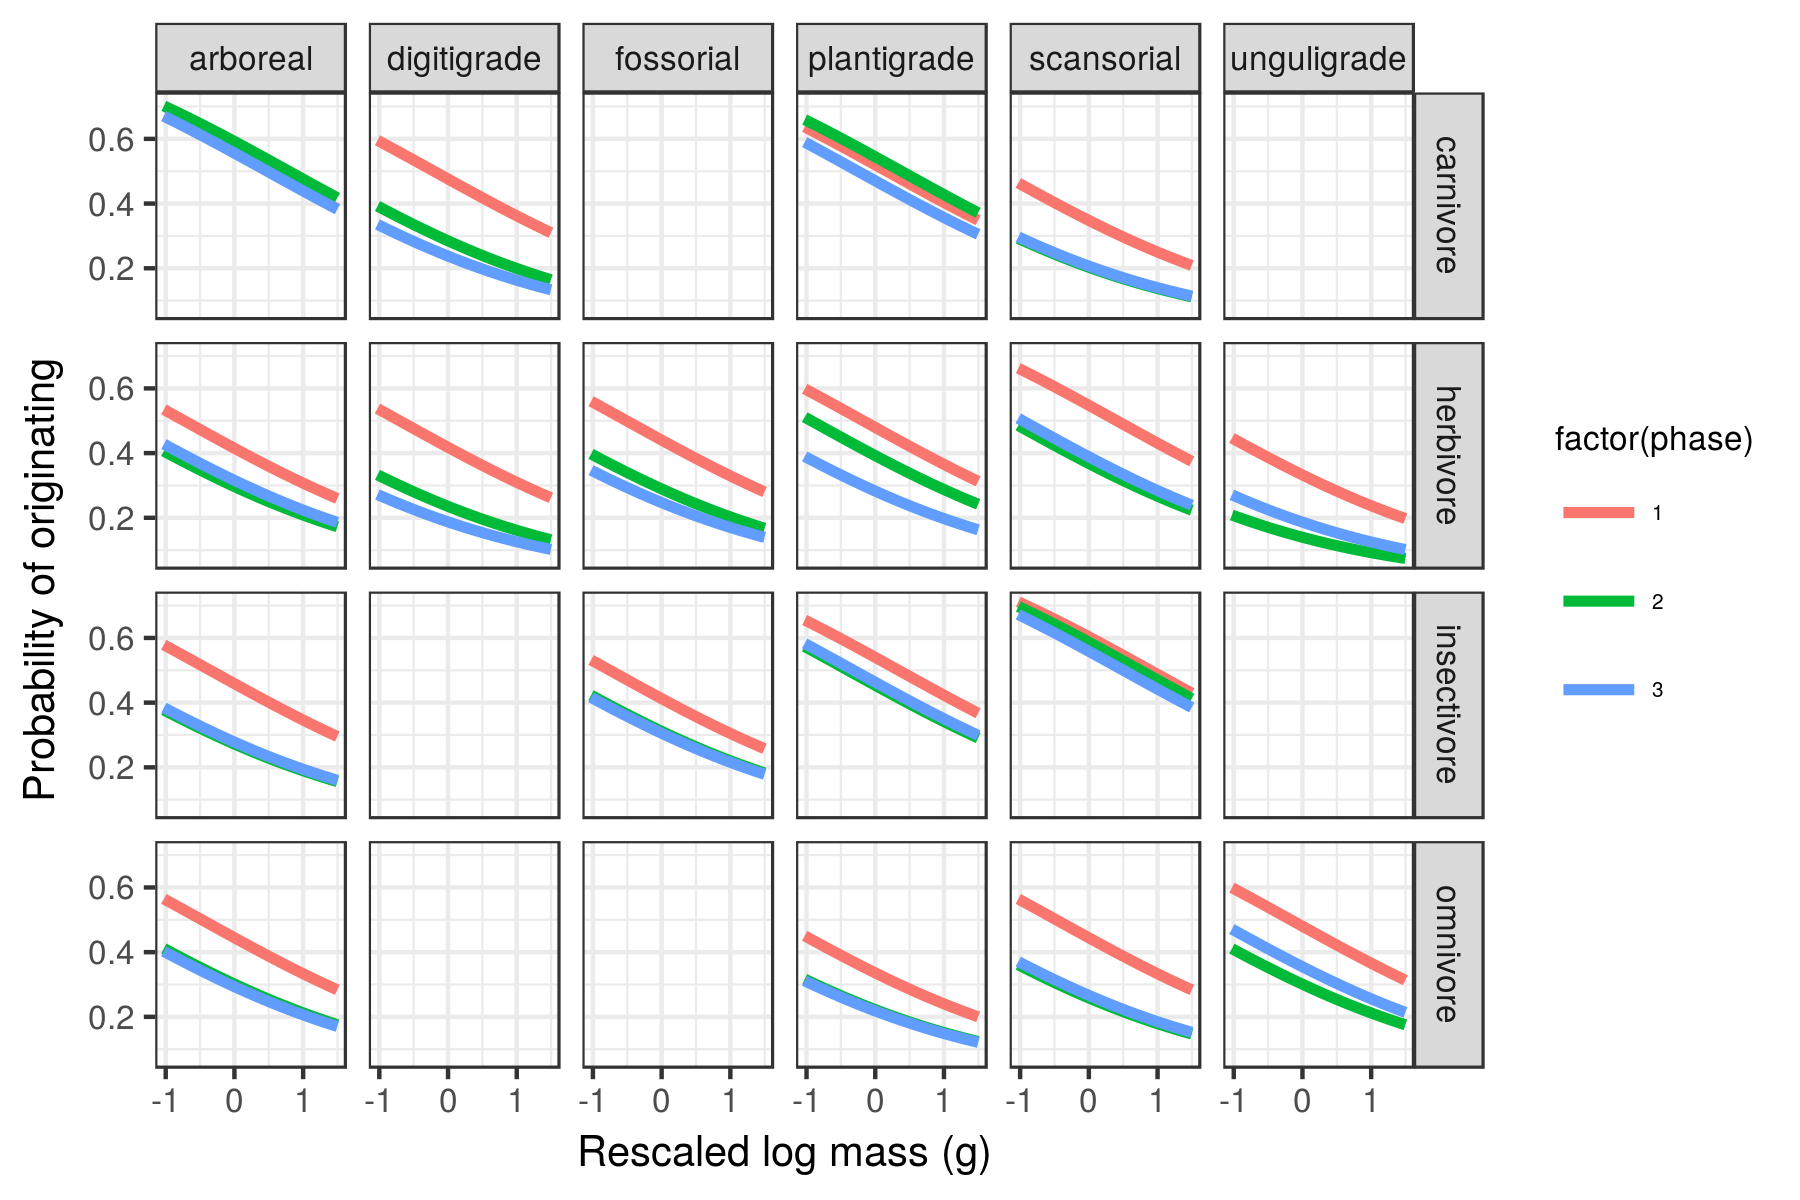 arboreal digitigrade fossorial plantigrade scansorial unguligrade
carnivore
0.6
0.4
0.2
herbivore
0.6
0.4
0.2
insectivore
0.6
0.4
0.2
omnivore
0.6
0.4
0.2
-1 0 1 -1 0 1 -1 0 1 -1 0 1 -1 0 1 -1 0 1
Rescaled log mass (g)
Probability of originating
factor(phase)
1
2
3